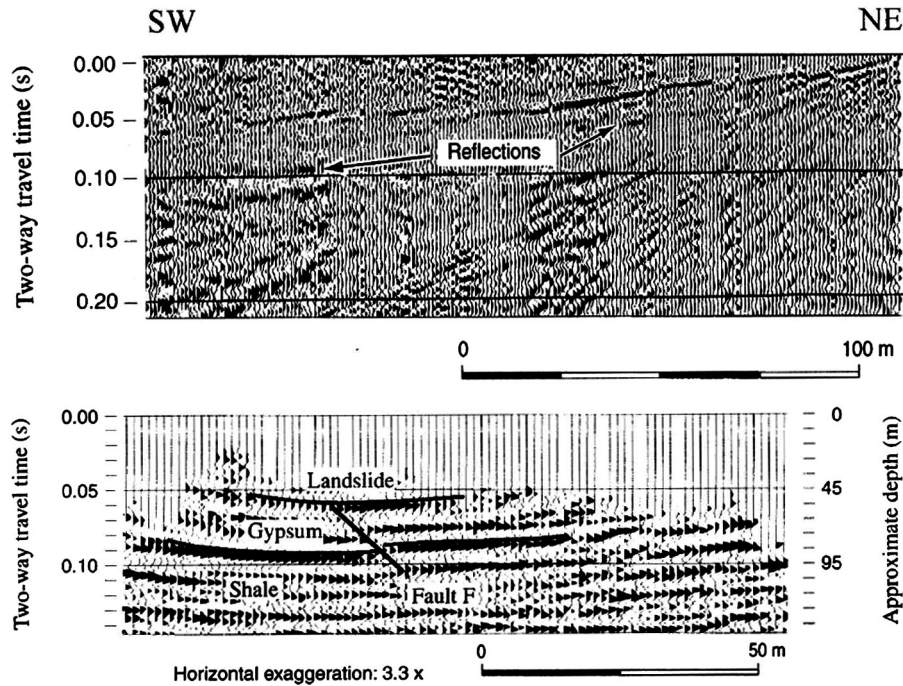 SW NE
Two-way travel time (s)
0.00
0.05
Reflections
0.10
0.15
0.20
0 100 m
Two-way travel time (s)
Approximate depth (m)
0.00 0
Landslide
0.05 45
Gypsum
0.10 95
Shale Fault F
Horizontal exaggeration: 3.3 x
0 50 m